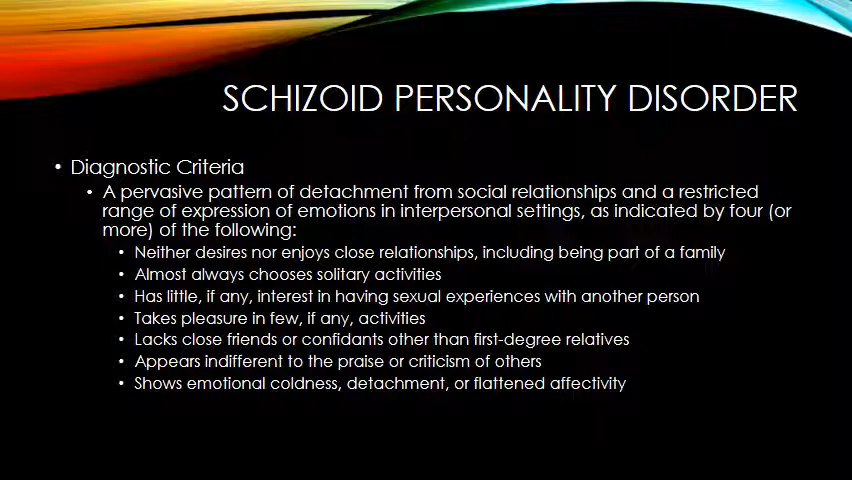 SCHIZOID PERSONALITY DISORDER
• Diagnostic Criteria
• A pervasive pattern of detachment from social relationships and a restricted
range of expression of emotions in interpersonal settings, as indicated by four (or
more) of the following:
• Neither desires nor enjoys close relationships, including being part of a family
• Almost always chooses solitary activities
• Has little, if any, interest in having sexual experiences with another person
• Takes pleasure in few, if any, activities
• Lacks close friends or confidants other than first-degree relatives
• Appears indifferent to the praise or criticism of others
• Shows emotional coldness, detachment, or flattened affectivity